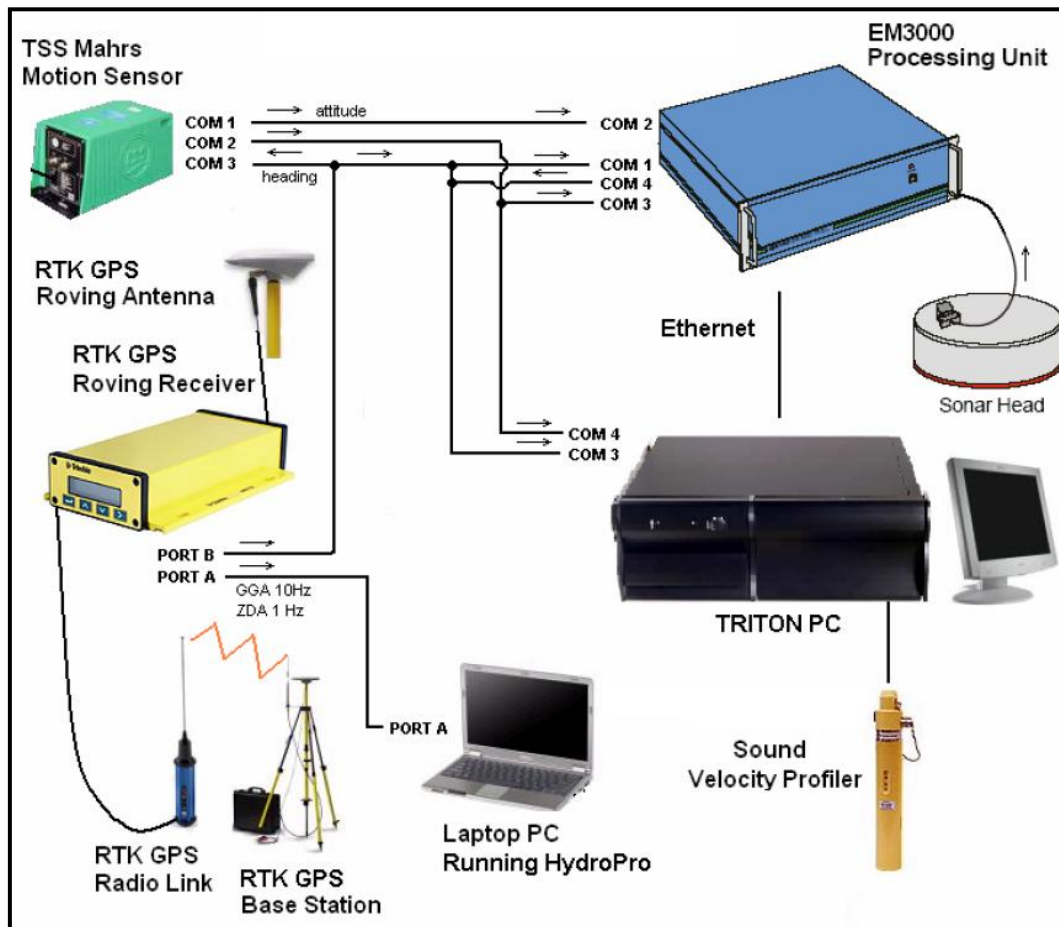 TSS Mahrs
Motion Sensor
EM3000
Processing Unit
COM 1
attitude
COM 2
COM 2
COM 3
heading
COM 1
COM 4
COM 3
RTK GPS
Roving Antenna
Ethernet
RTK GPS
Roving Receiver
Sonar Head
Trimble
COM 4
COM 3
PORT B
PORT A
GGA 10Hz
ZDA 1 Hz
TRITON PC
PORT A
Sound
Velocity Profiler
Laptop PC
Running HydroPro
RTK GPS
Radio Link
RTK GPS
Base Station